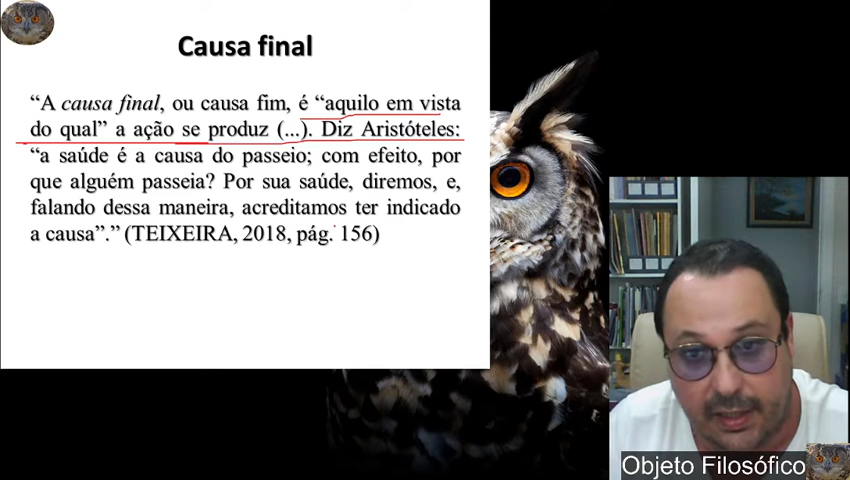 Causa final
“A causa final, ou causa fim, é “aquilo em vista
do qual” a ação se produz (...). Diz Aristóteles:
“a saúde é a causa do passeio; com efeito, por
que alguém passeia? Por sua saúde, diremos, e,
falando dessa maneira, acreditamos ter indicado
a causa”.” (TEIXEIRA, 2018, pág. 156)
Objeto Filosófico